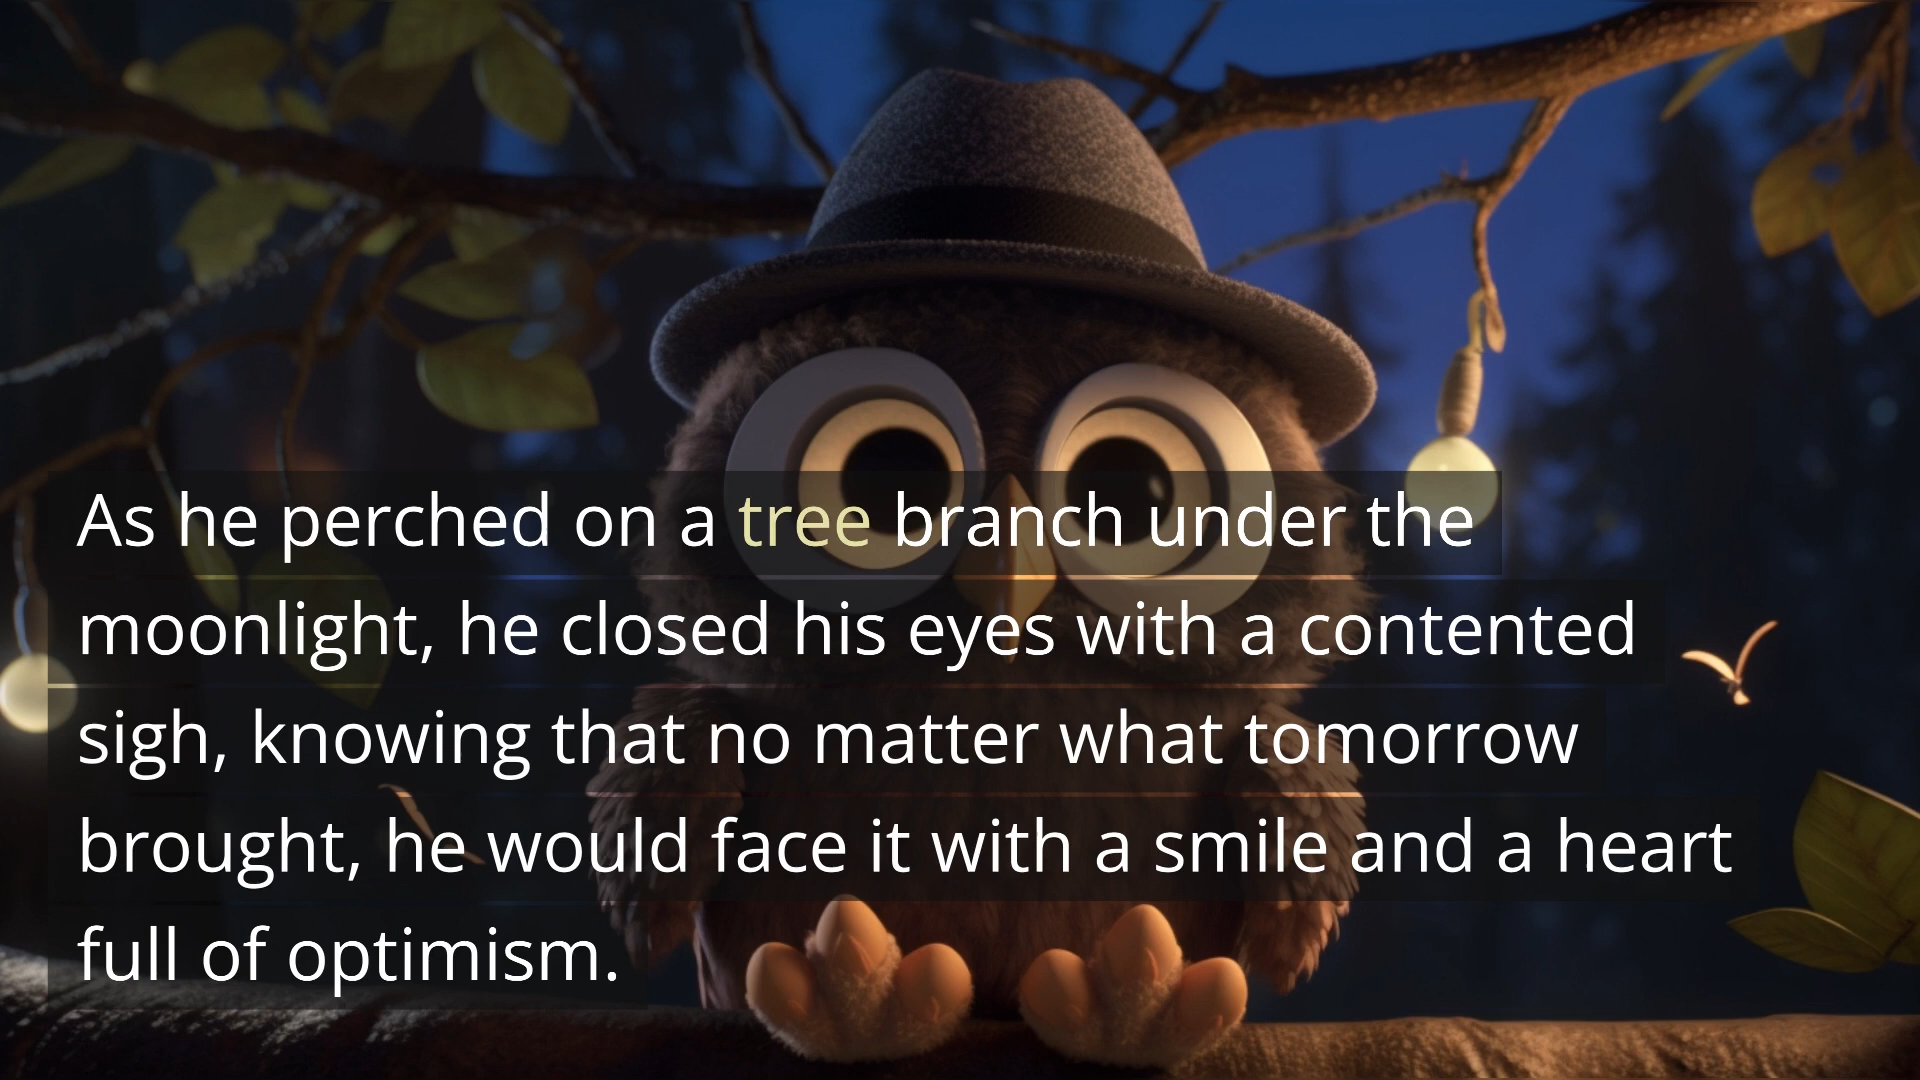 As he perched on a tree branch under the
moonlight, he closed his eyes with a contented
sigh, knowing that no matter what tomorrow
brought, he would face it with a smile and a heart
full of optimism.